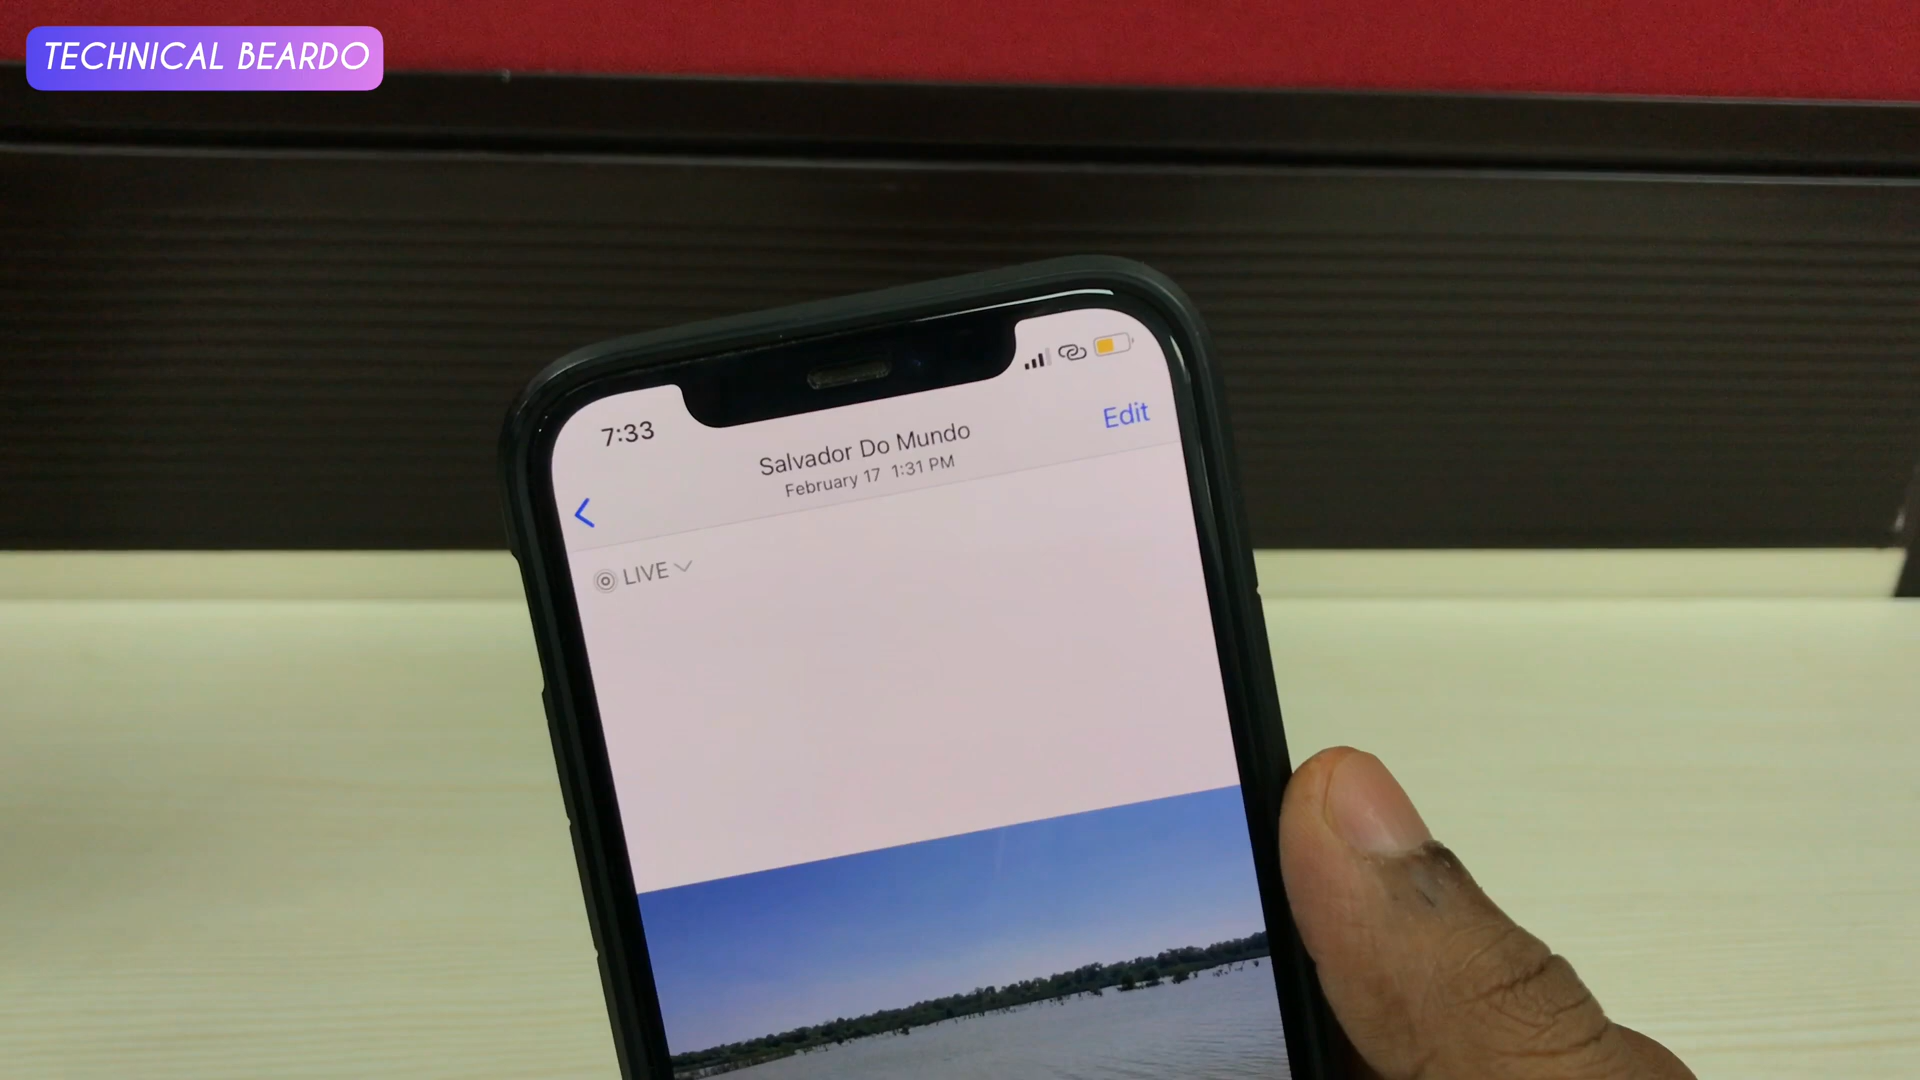 TECHNICAL BEARDO
7:33
Salvador Do Mundo
February 17 1:31 PM
Edit
LIVE